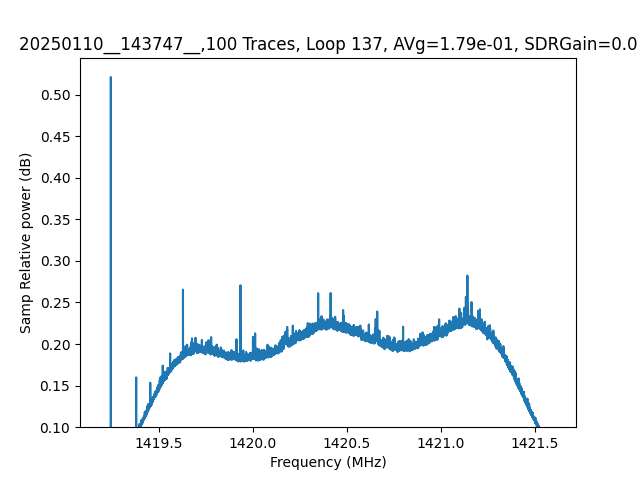 20250110__143747__,100 Traces, Loop 137, AVg=1.79e-01, SDRGain=0.0
Samp Relative power (dB)
0.50
0.45
0.40
0.35
0.30
0.25
0.20
0.15
0.10
1419.5 1420.0 1420.5 1421.0 1421.5
Frequency (MHz)